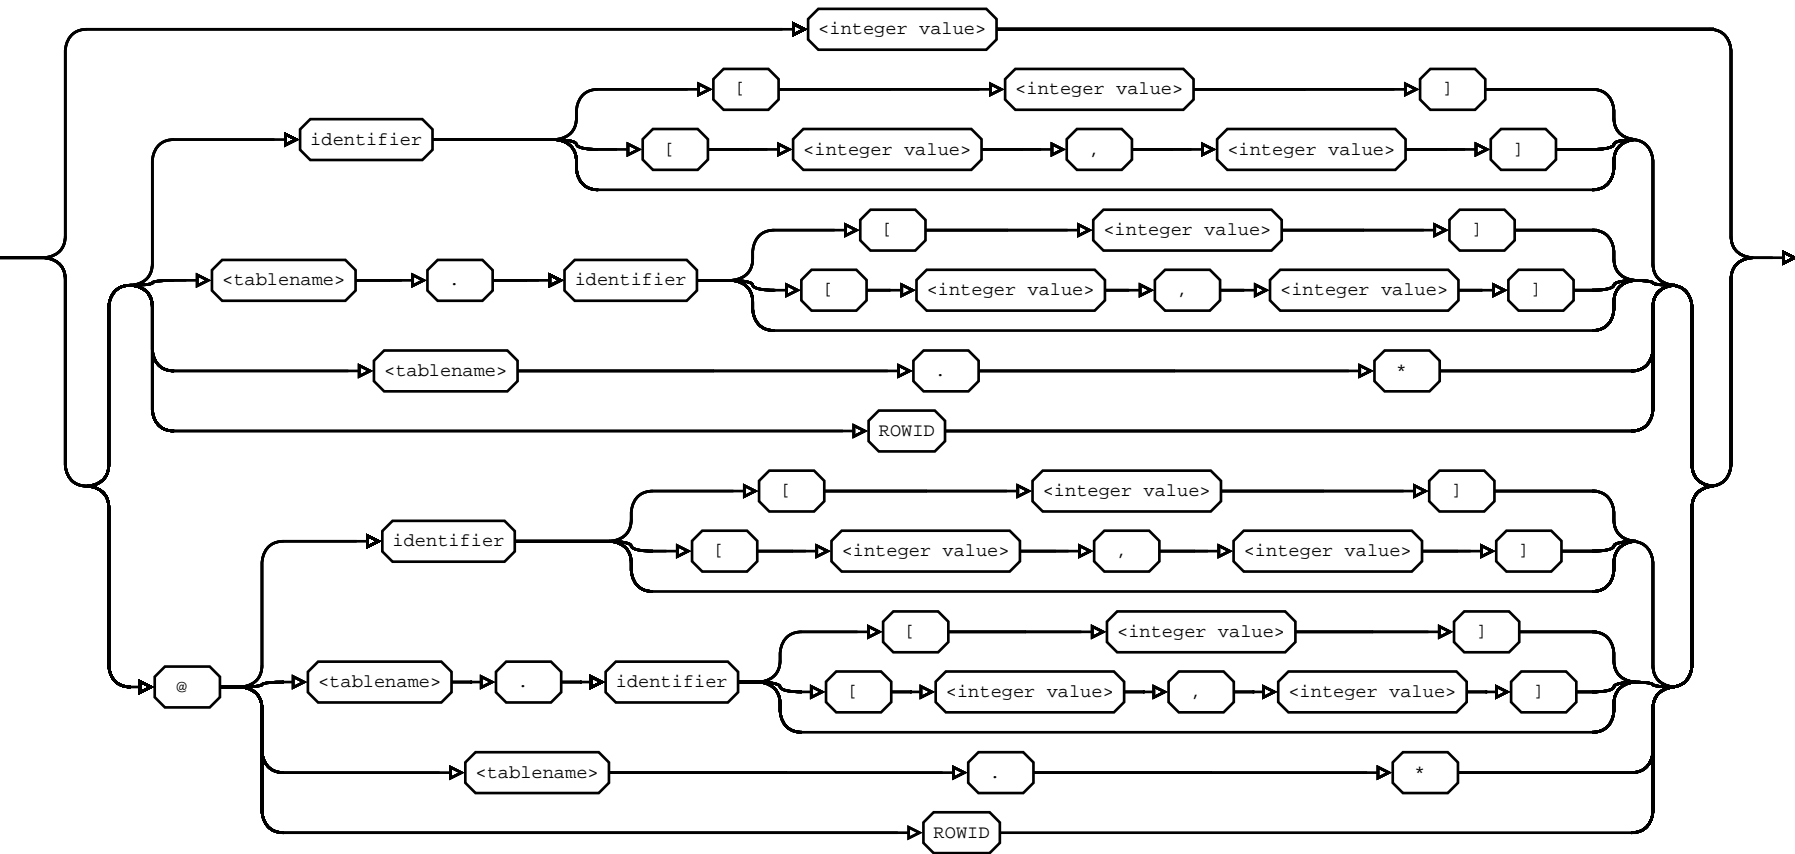 <integer value>
[ <integer value> ]
identifier
[ <integer value> , <integer value> ]
[ <integer value> ]
<tablename> . identifier
[ <integer value> , <integer value> ]
<tablename> . *
ROWID
[ <integer value> ]
identifier
[ <integer value> , <integer value> ]
[ <integer value> ]
@ <tablename> . identifier
[ <integer value> , <integer value> ]
<tablename> . *
ROWID